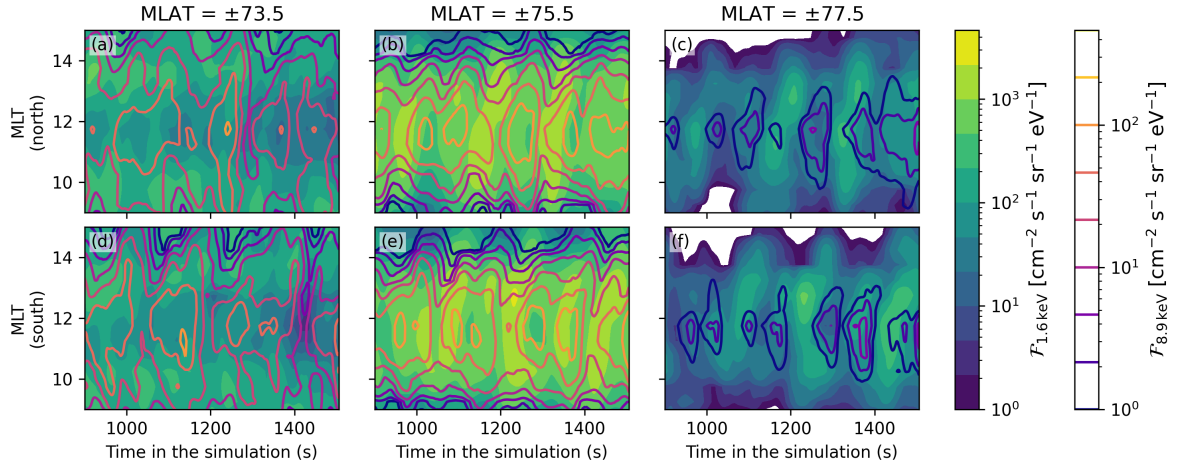 MLAT = ±73.5
MLAT = ±75.5
MLAT = ±77.5
(a)
(b)
(c)
14
12
10
MLT
(north)
(d)
(e)
(f)
14
12
10
MLT
(south)
1000 1200 1400
1000 1200 1400
1000 1200 1400
Time in the simulation (s)
Time in the simulation (s)
Time in the simulation (s)
10³
10²
10¹
10⁰
ℱ1.6 keV [cm⁻² s⁻¹ sr⁻¹ eV⁻¹]
10²
10¹
10⁰
ℱ8.9 keV [cm⁻² s⁻¹ sr⁻¹ eV⁻¹]